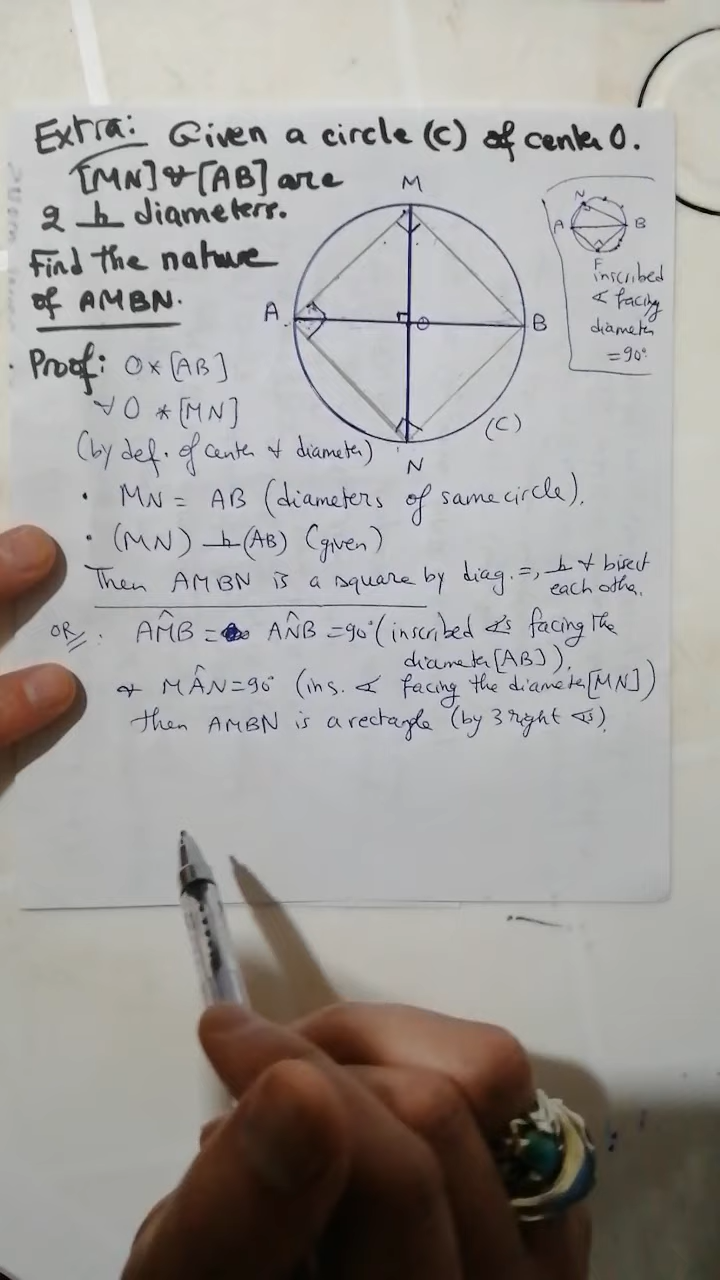 Extra: Given a circle (C) of center O.
[MN] & [AB] are
2 ⊥ diameters.
Find the nature
of AMBN.
M
A
B
O
N
(C)
N
A
B
F
inscribed
∢ facing
diameter
=90°
Proof: O * [AB]
& O * [MN]
(by def. of center & diameter)
• MN = AB (diameters of same circle).
• (MN) ⊥ (AB) (given)
Then AMBN is a square by diag. =, ⊥ & bisect
each other.
OR • AM̂B = AN̂B = 90° (inscribed ∢s facing the
diameter [AB]),
& MÂN = 90° (ins. ∢ facing the diameter [MN])
then AMBN is a rectangle (by 3 right ∢s),